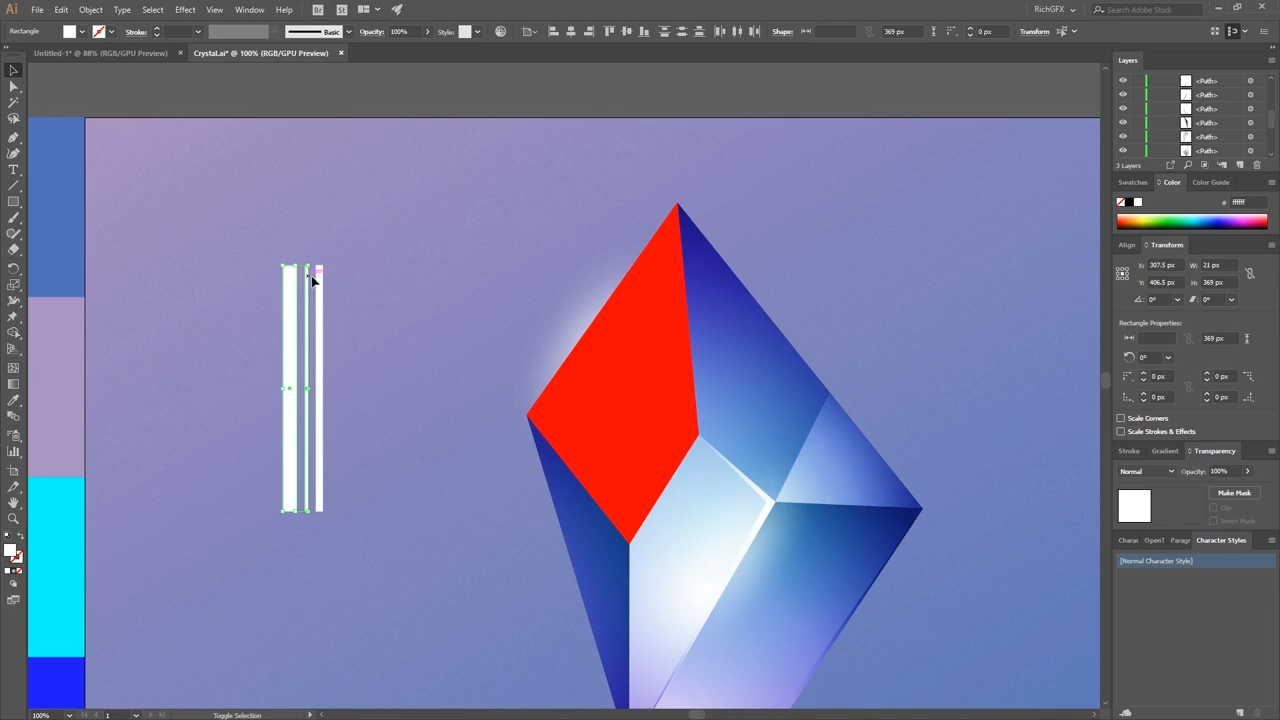 Ai File Edit Object Type Select Effect View Window Help Br St RichGFX Search Adobe Stock
Rectangle Stroke: Basic Opacity: 100% Style: Shape: 369 px 0 px Transform
Untitled-1* @ 88% (RGB/GPU Preview) Crystal.ai* @ 100% (RGB/GPU Preview)
Layers
<Path>
<Path>
<Path>
<Path>
<Path>
<Path>
3 Layers
Swatches Color Color Guide
# ffffff
Align Transform
X: 307.5 px W: 21 px
Y: 406.5 px H: 369 px
0° 0°
Rectangle Properties:
369 px
0°
0 px 0 px
0 px 0 px
Scale Corners
Scale Strokes & Effects
Stroke Gradient Transparency
Normal Opacity: 100%
Make Mask
Clip
Invert Mask
Charac OpenT Paragr Character Styles
[Normal Character Style]
100% 1 Toggle Selection